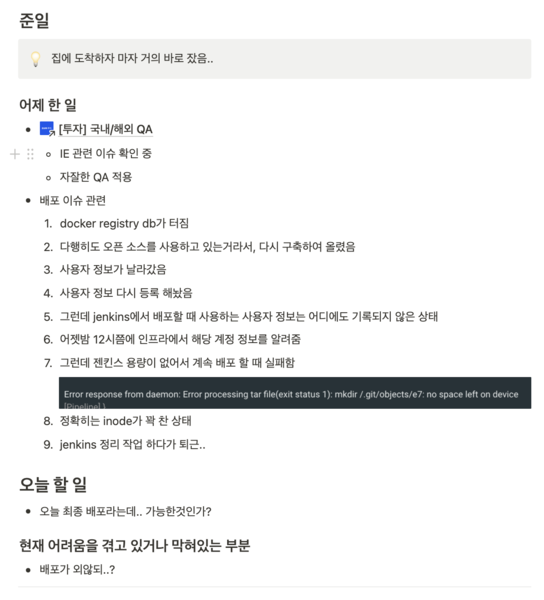 준일
집에 도착하자 마자 거의 바로 잤음..
어제 한 일
[투자] 국내/해외 QA
IE 관련 이슈 확인 중
자잘한 QA 적용
배포 이슈 관련
1. docker registry db가 터짐
2. 다행히도 오픈 소스를 사용하고 있는거라서, 다시 구축하여 올렸음
3. 사용자 정보가 날라갔음
4. 사용자 정보 다시 등록 해놨음
5. 그런데 jenkins에서 배포할 때 사용하는 사용자 정보는 어디에도 기록되지 않은 상태
6. 어젯밤 12시쯤에 인프라에서 해당 계정 정보를 알려줌
7. 그런데 젠킨스 용량이 없어서 계속 배포 할 때 실패함
Error response from daemon: Error processing tar file(exit status 1): mkdir /.git/objects/e7: no space left on device
[Pipeline] }
8. 정확히는 inode가 꽉 찬 상태
9. jenkins 정리 작업 하다가 퇴근..
오늘 할 일
오늘 최종 배포라는데.. 가능한것인가?
현재 어려움을 겪고 있거나 막혀있는 부분
배포가 외않되..?